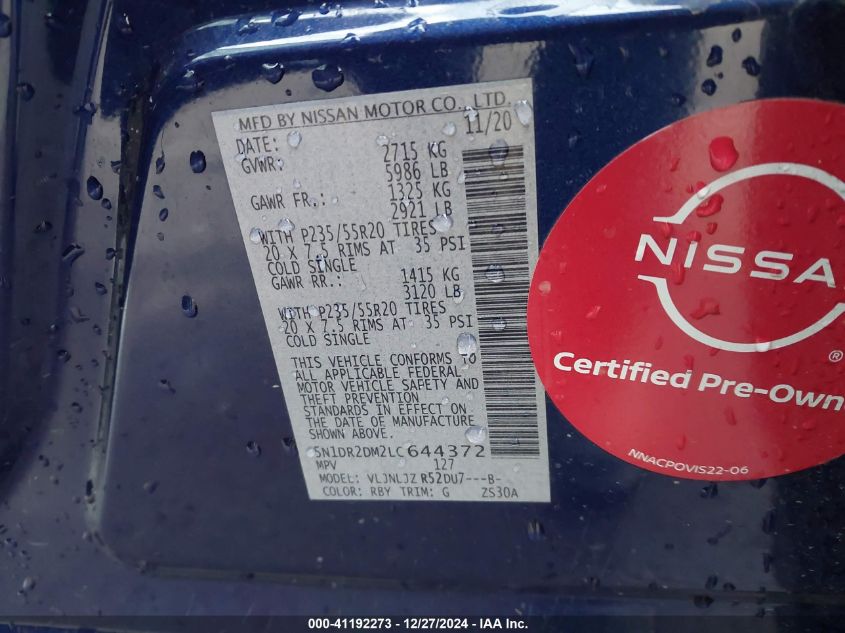 MFD BY NISSAN MOTOR CO., LTD.
DATE: 11/20
GVWR: 2715 KG
5986 LB
GAWR FR.: 1325 KG
2921 LB
WITH P235/55R20 TIRES
20 X 7.5 RIMS AT 35 PSI
COLD SINGLE
GAWR RR.: 1415 KG
3120 LB
WITH P235/55R20 TIRES
20 X 7.5 RIMS AT 35 PSI
COLD SINGLE
THIS VEHICLE CONFORMS TO
ALL APPLICABLE FEDERAL
MOTOR VEHICLE SAFETY AND
THEFT PREVENTION
STANDARDS IN EFFECT ON
THE DATE OF MANUFACTURE
SHOWN ABOVE.
5N1DR2DM2LC644372
MPV 127
MODEL: VLJNLJZ R52DU7---B-
COLOR: RBY TRIM: G ZS30A
NISSA
®
Certified Pre-Own
NNACPOVIS22-06
000-41192273 - 12/27/2024 - IAA Inc.